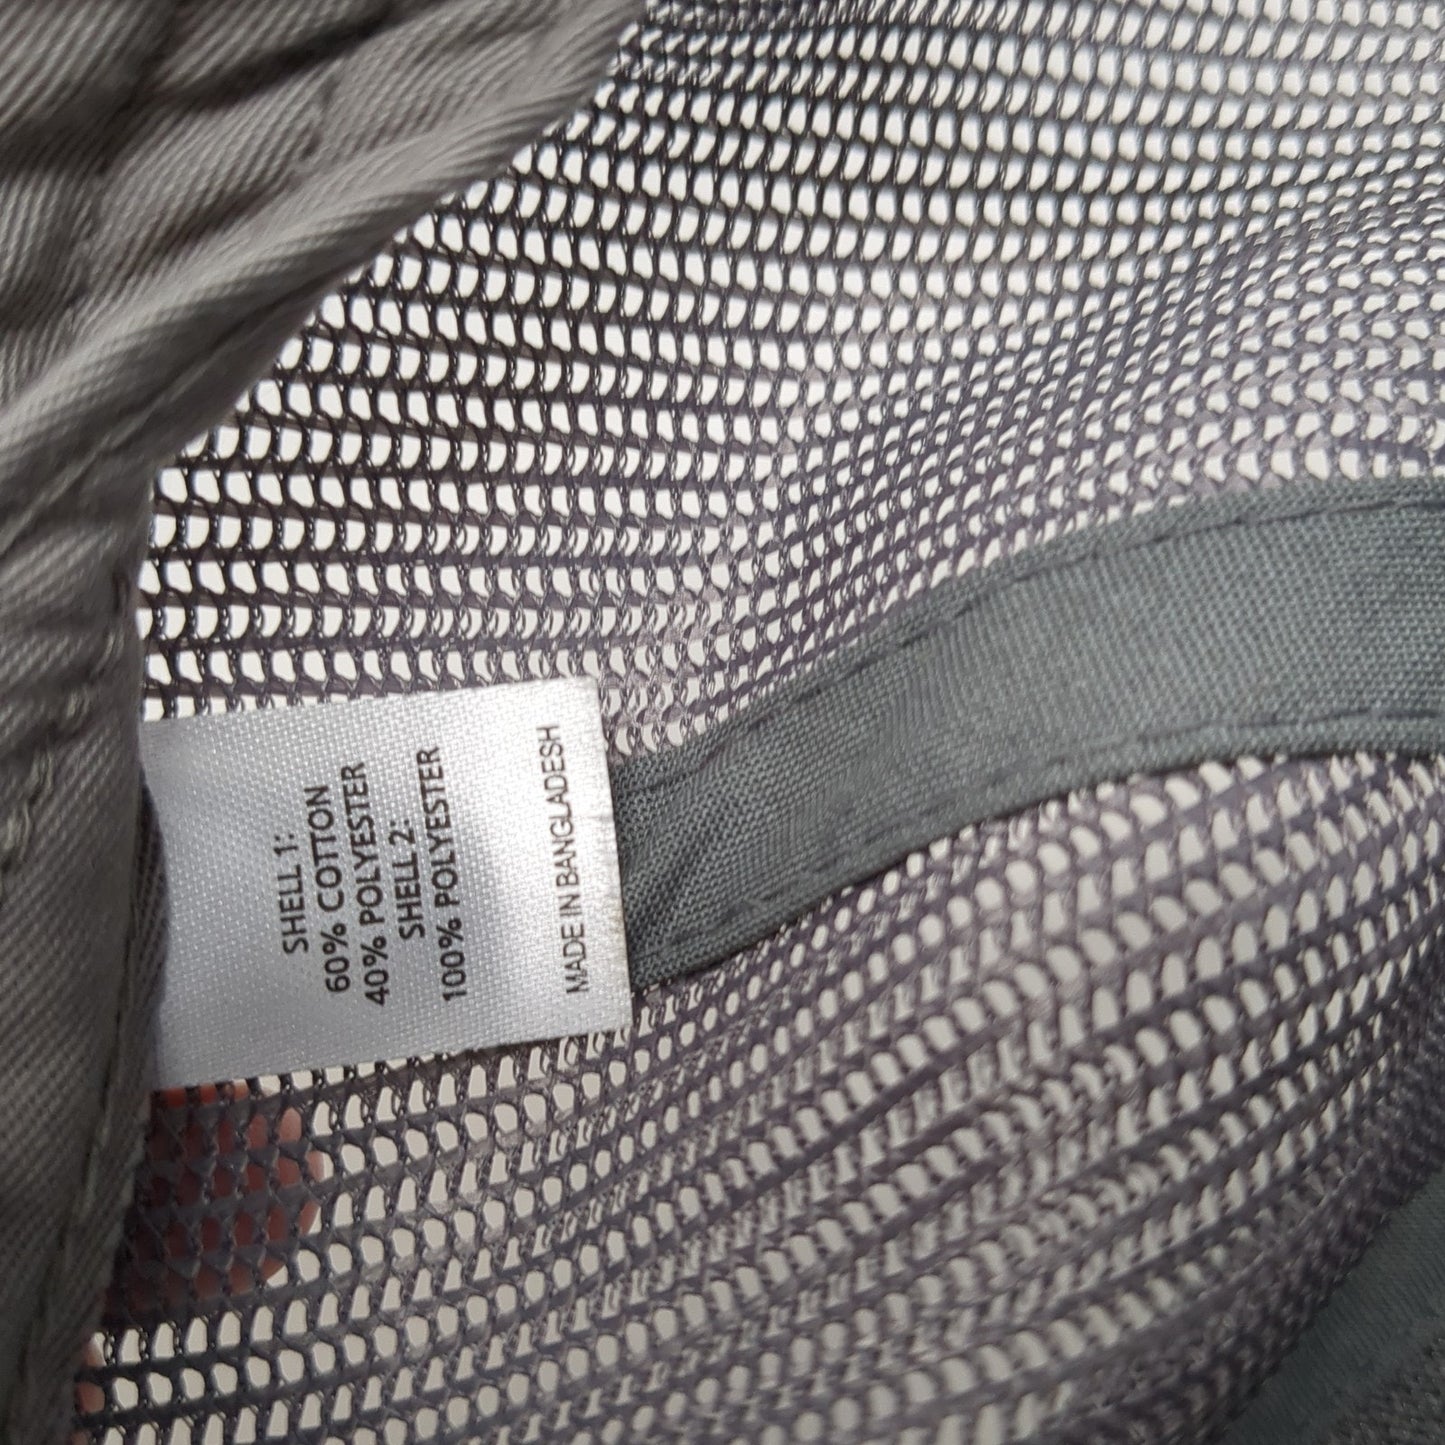 SHELL 1:
60% COTTON
40% POLYESTER
SHELL 2:
100% POLYESTER
MADE IN BANGLADESH